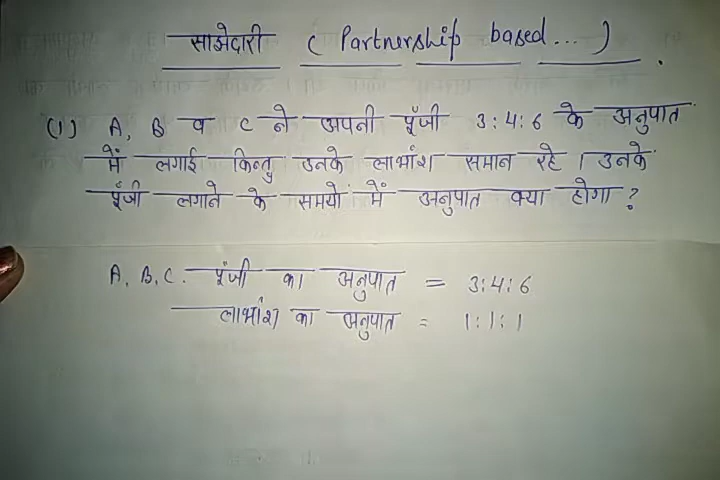 साझेदारी ( Partnership based ... )
(1) A, B व C ने अपनी पूँजी 3:4:6 के अनुपात
में लगाई किन्तु उनके लाभांश समान रहे । उनके
पूँजी लगाने के समयों में अनुपात क्या होगा ?
A, B, C. पूँजी का अनुपात = 3:4:6
लाभांश का अनुपात = 1:1:1